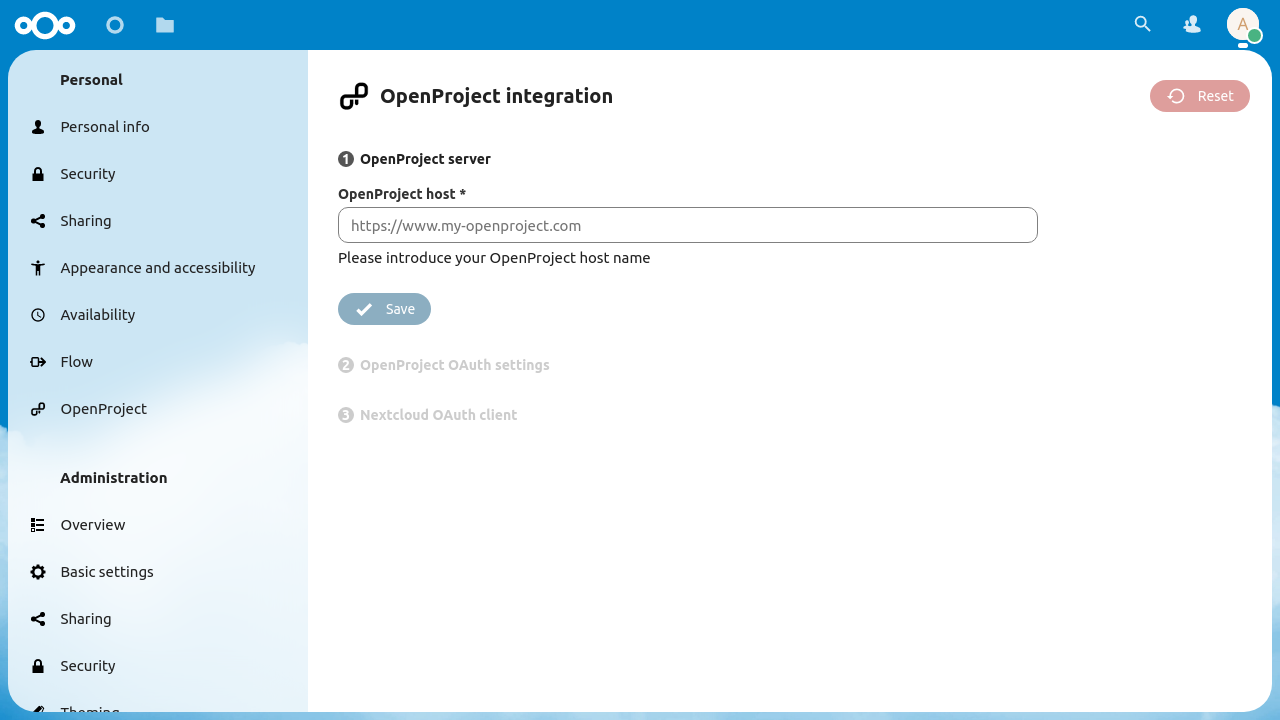 A
Personal
Personal info
Security
Sharing
Appearance and accessibility
Availability
Flow
OpenProject
Administration
Overview
Basic settings
Sharing
Security
Theming
OpenProject integration
Reset
1 OpenProject server
OpenProject host *
https://www.my-openproject.com
Please introduce your OpenProject host name
Save
2 OpenProject OAuth settings
3 Nextcloud OAuth client